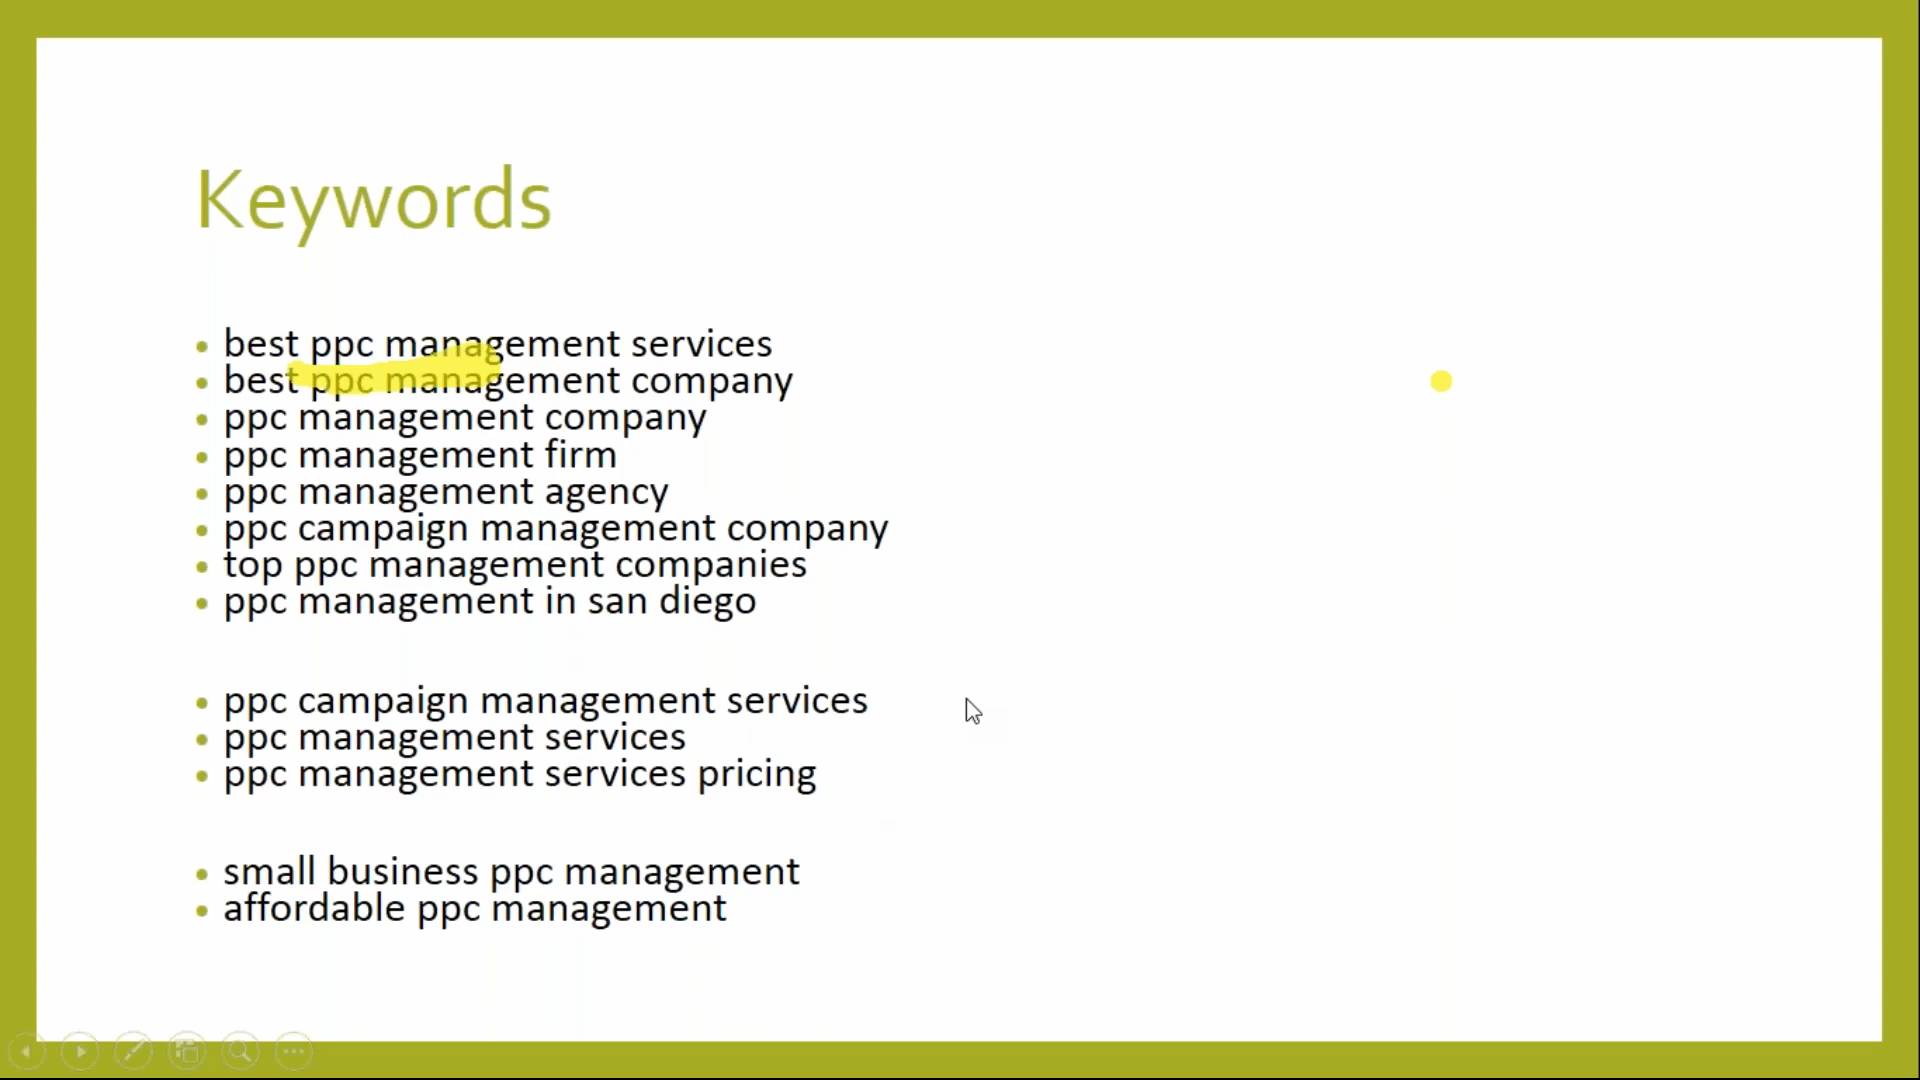 Keywords
best ppc management services
best ppc management company
ppc management company
ppc management firm
ppc management agency
ppc campaign management company
top ppc management companies
ppc management in san diego
ppc campaign management services
ppc management services
ppc management services pricing
small business ppc management
affordable ppc management